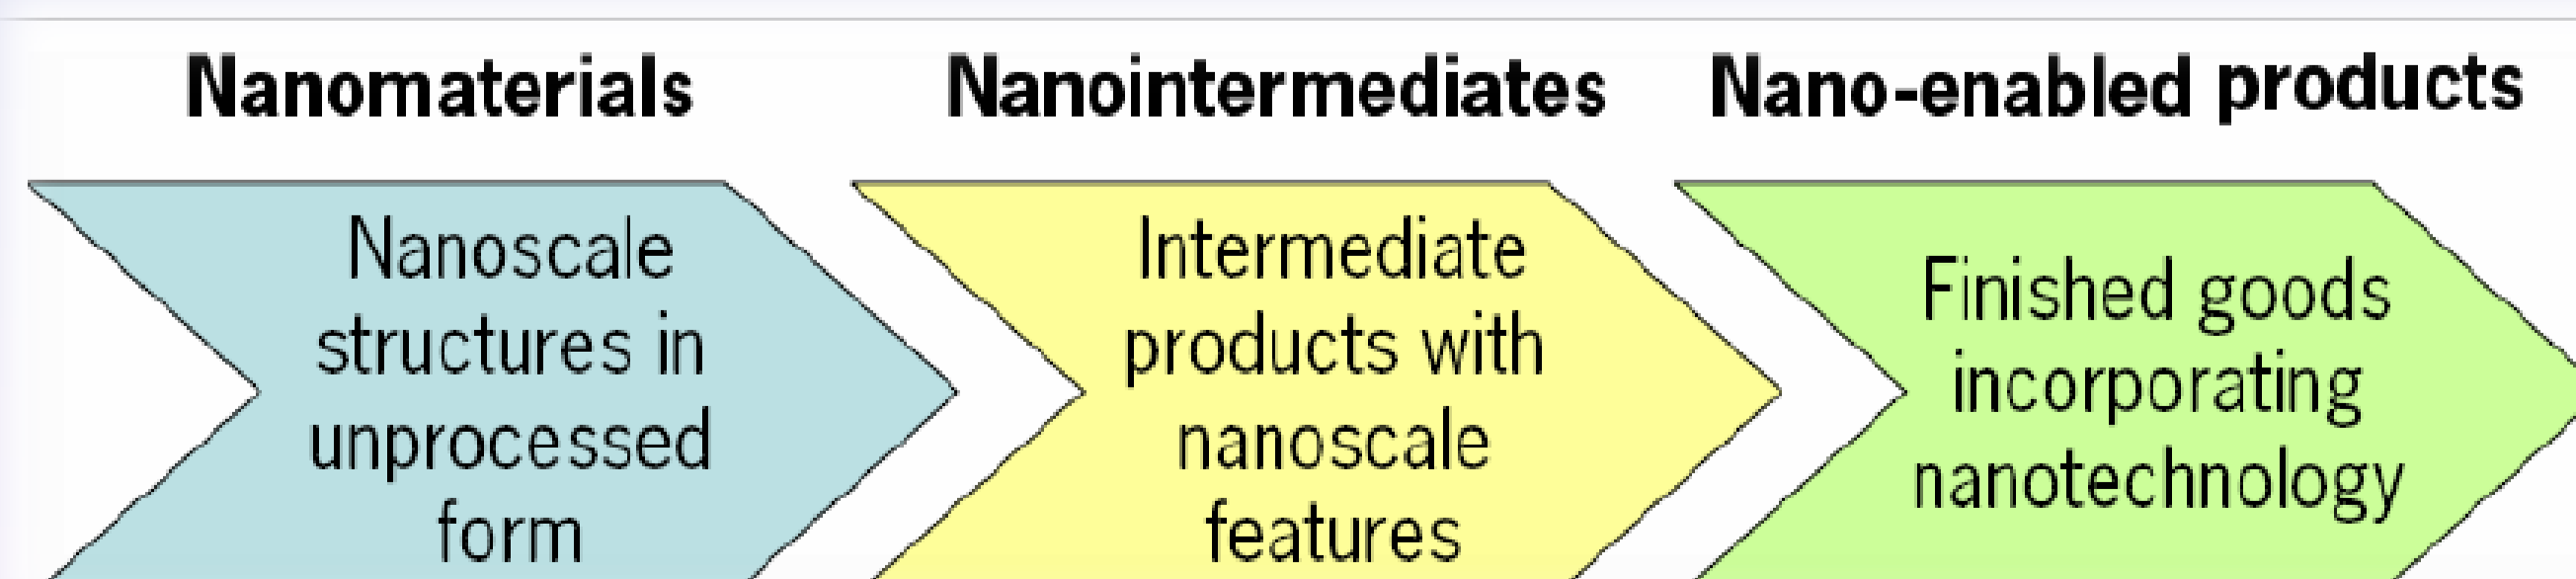 Nanomaterials
Nanointermediates
Nano-enabled products
Nanoscale
structures in
unprocessed
form
Intermediate
products with
nanoscale
features
Finished goods
incorporating
nanotechnology